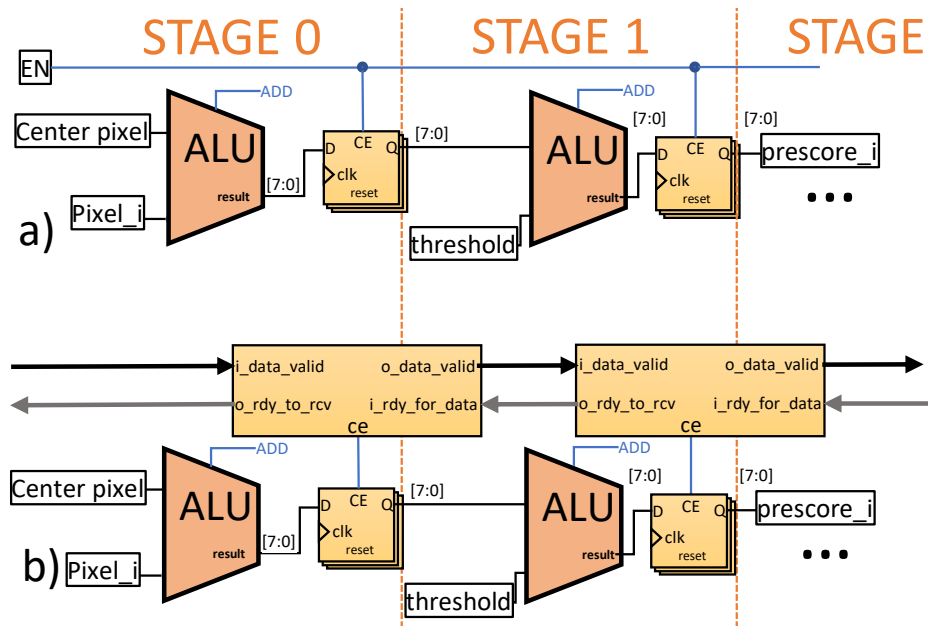 STAGE 0
STAGE 1
STAGE
EN
ADD
ADD
Center pixel
[7:0]
[7:0]
[7:0]
ALU
D
CE
Q
clk
reset
ALU
D
CE
Q
clk
reset
prescore_i
result
[7:0]
result
Pixel_i
...
a)
threshold
i_data_valid
o_data_valid
i_data_valid
o_data_valid
o_rdy_to_rcv
i_rdy_for_data
o_rdy_to_rcv
i_rdy_for_data
ce
ce
ADD
ADD
Center pixel
[7:0]
[7:0]
[7:0]
ALU
D
CE
Q
clk
reset
ALU
D
CE
Q
clk
reset
prescore_i
result
[7:0]
result
Pixel_i
...
b)
threshold